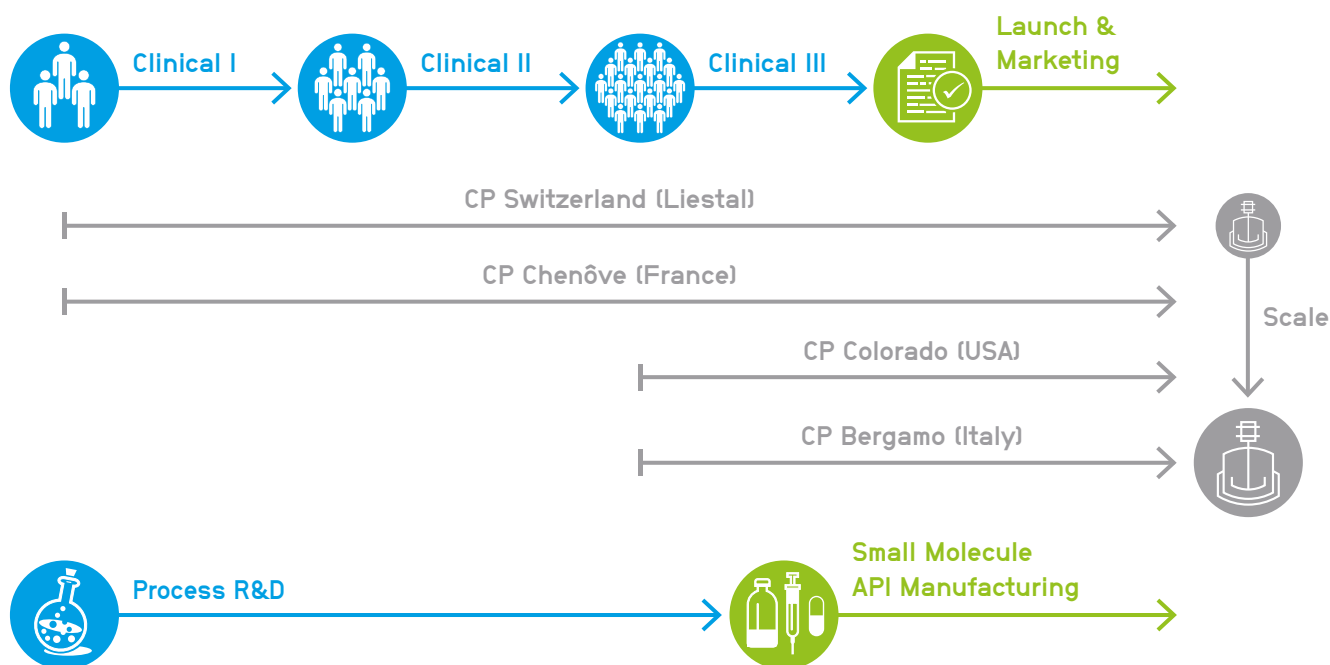 Clinical I
Clinical II
Clinical III
Launch &
Marketing
CP Switzerland (Liestal)
CP Chenôve (France)
Scale
CP Colorado (USA)
CP Bergamo (Italy)
Process R&D
Small Molecule
API Manufacturing